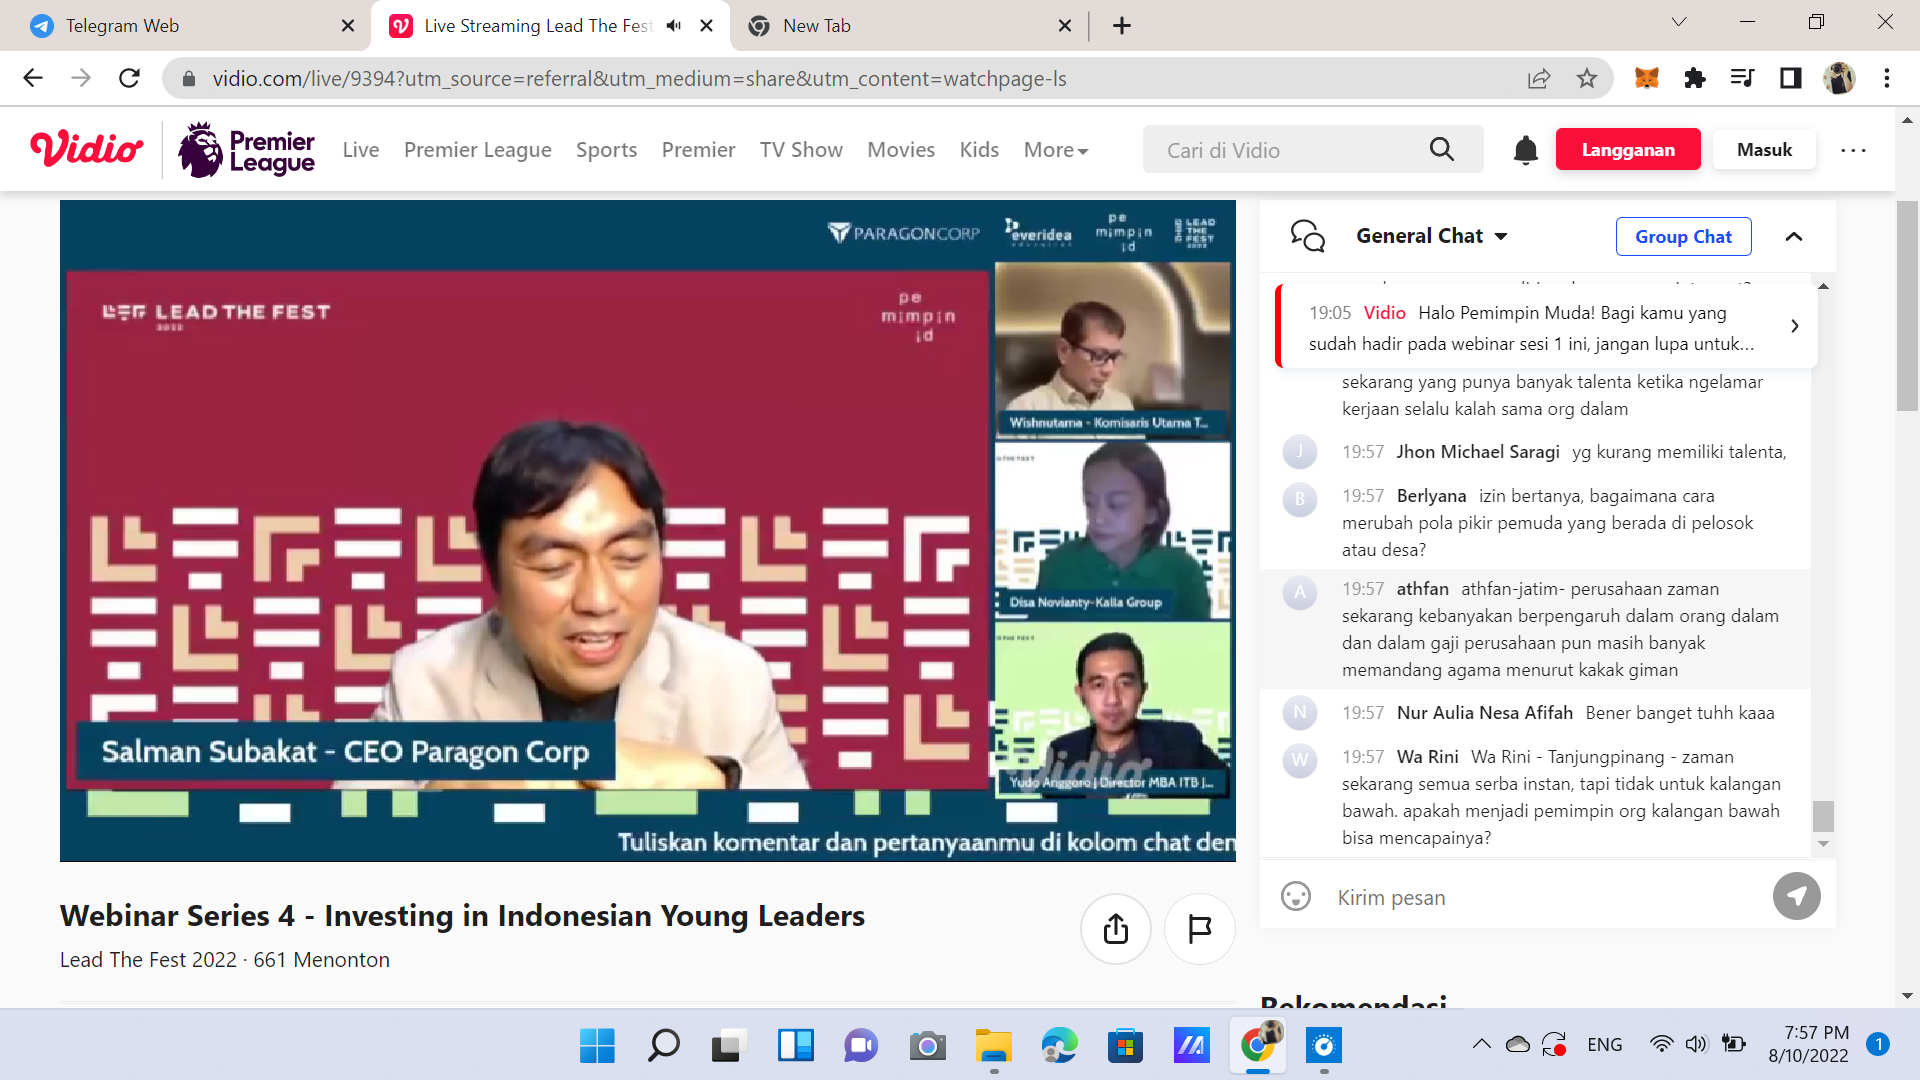 Telegram Web
Live Streaming Lead The Fest
New Tab
vidio.com/live/9394?utm_source=referral&utm_medium=share&utm_content=watchpage-ls
Vidio
Premier League
Live
Premier League
Sports
Premier
TV Show
Movies
Kids
More
Cari di Vidio
Langganan
Masuk
PARAGONCORP
everidea
pe
mimpin
id
LEAD
THE
FEST
LEAD THE FEST
2022
pe
mimpin
id
Wishnutama - Komisaris Utama T...
Disa Novianty-Kalla Group
Yudo Anggoro | Director MBA ITB J...
vidio
Salman Subakat - CEO Paragon Corp
Tuliskan komentar dan pertanyaanmu di kolom chat den
General Chat
Group Chat
19:05 Vidio Halo Pemimpin Muda! Bagi kamu yang
sudah hadir pada webinar sesi 1 ini, jangan lupa untuk...
sekarang yang punya banyak talenta ketika ngelamar
kerjaan selalu kalah sama org dalam
J
19:57 Jhon Michael Saragi yg kurang memiliki talenta,
B
19:57 Berlyana izin bertanya, bagaimana cara
merubah pola pikir pemuda yang berada di pelosok
atau desa?
A
19:57 athfan athfan-jatim- perusahaan zaman
sekarang kebanyakan berpengaruh dalam orang dalam
dan dalam gaji perusahaan pun masih banyak
memandang agama menurut kakak giman
N
19:57 Nur Aulia Nesa Afifah Bener banget tuhh kaaa
W
19:57 Wa Rini Wa Rini - Tanjungpinang - zaman
sekarang semua serba instan, tapi tidak untuk kalangan
bawah. apakah menjadi pemimpin org kalangan bawah
bisa mencapainya?
Kirim pesan
Webinar Series 4 - Investing in Indonesian Young Leaders
Lead The Fest 2022 · 661 Menonton
Rekomendasi
ENG
7:57 PM
8/10/2022
1